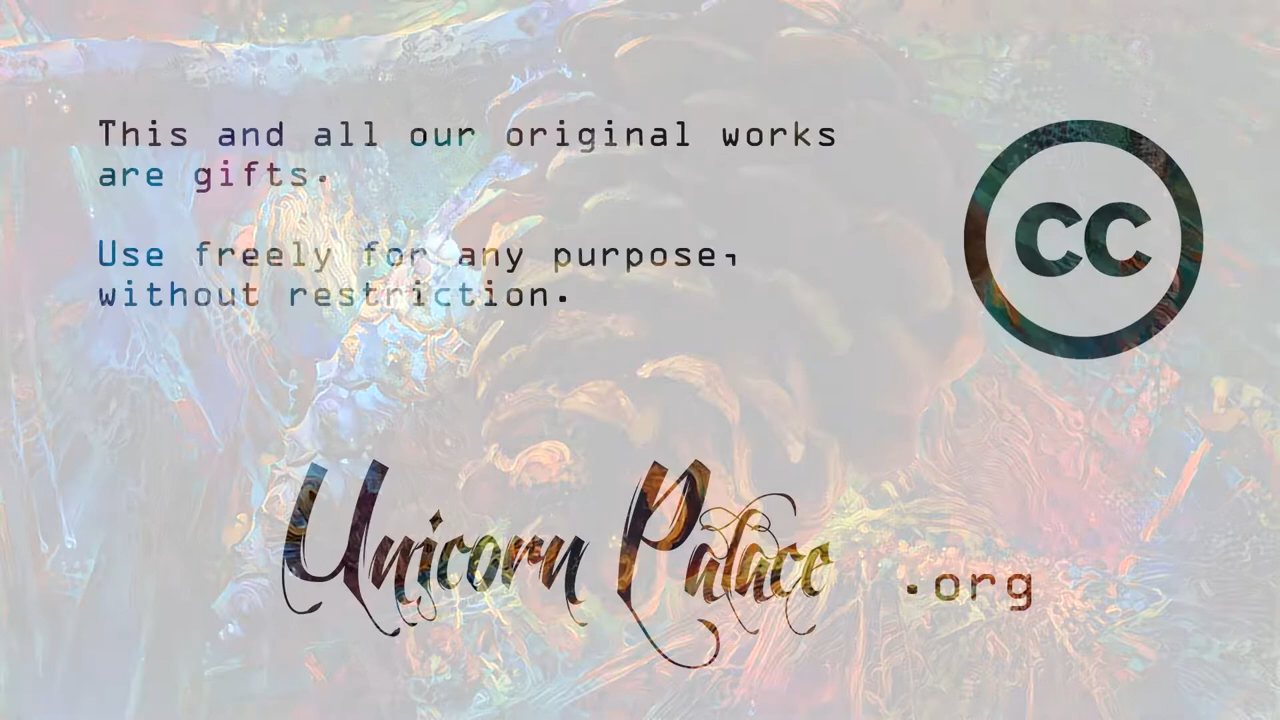 This and all our original works
are gifts.
Use freely for any purpose,
without restriction.
cc
Unicorn Palace .org